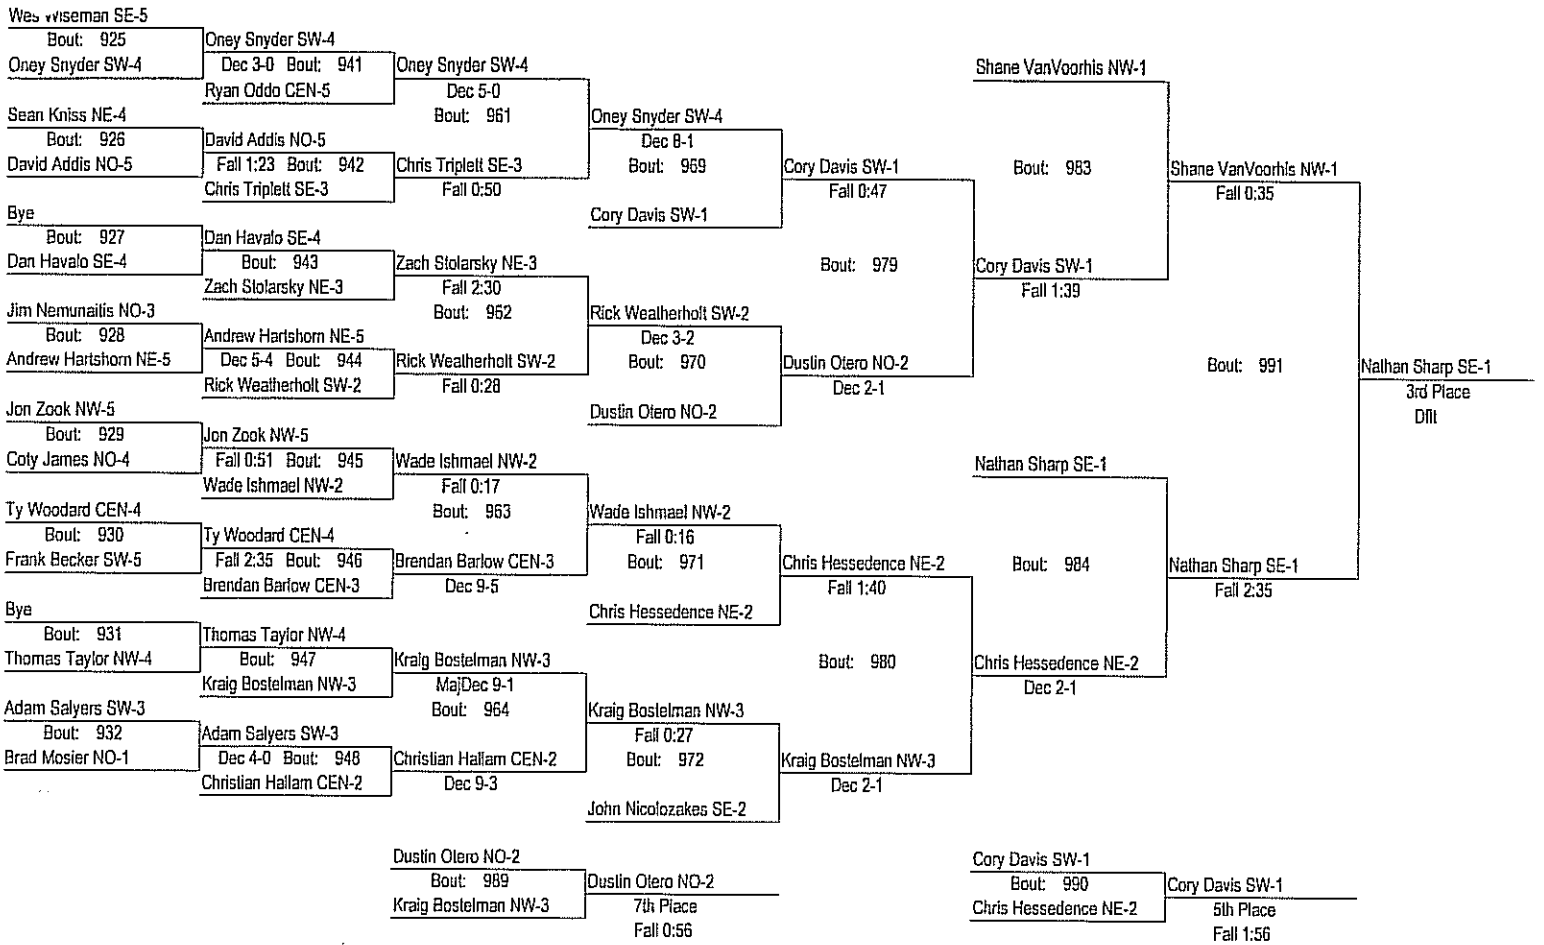 Wes Wiseman SE-5
Bout: 925
Oney Snyder SW-4
Sean Kniss NE-4
Bout: 926
David Addis NO-5
Bye
Bout: 927
Dan Havalo SE-4
Jim Nemunaitis NO-3
Bout: 928
Andrew Hartshorn NE-5
Jon Zook NW-5
Bout: 929
Coty James NO-4
Ty Woodard CEN-4
Bout: 930
Frank Becker SW-5
Bye
Bout: 931
Thomas Taylor NW-4
Adam Salyers SW-3
Bout: 932
Brad Mosier NO-1
Oney Snyder SW-4
Dec 3-0 Bout: 941
Ryan Oddo CEN-5
David Addis NO-5
Fall 1:23 Bout: 942
Chris Triplett SE-3
Dan Havalo SE-4
Bout: 943
Zach Stolarsky NE-3
Andrew Hartshorn NE-5
Dec 5-4 Bout: 944
Rick Weatherholt SW-2
Jon Zook NW-5
Fall 0:51 Bout: 945
Wade Ishmael NW-2
Ty Woodard CEN-4
Fall 2:35 Bout: 946
Brendan Barlow CEN-3
Thomas Taylor NW-4
Bout: 947
Kraig Bostelman NW-3
Adam Salyers SW-3
Dec 4-0 Bout: 948
Christian Hallam CEN-2
Oney Snyder SW-4
Dec 5-0
Bout: 961
Chris Triplett SE-3
Fall 0:50
Zach Stolarsky NE-3
Fall 2:30
Bout: 962
Rick Weatherholt SW-2
Fall 0:28
Wade Ishmael NW-2
Fall 0:17
Bout: 963
Brendan Barlow CEN-3
Dec 9-5
Kraig Bostelman NW-3
MajDec 9-1
Bout: 964
Christian Hallam CEN-2
Dec 9-3
Oney Snyder SW-4
Dec 8-1
Bout: 969
Cory Davis SW-1
Rick Weatherholt SW-2
Dec 3-2
Bout: 970
Dustin Otero NO-2
Wade Ishmael NW-2
Fall 0:16
Bout: 971
Chris Hessedence NE-2
Kraig Bostelman NW-3
Fall 0:27
Bout: 972
John Nicolozakes SE-2
Cory Davis SW-1
Fall 0:47
Bout: 979
Dustin Otero NO-2
Dec 2-1
Chris Hessedence NE-2
Fall 1:40
Bout: 980
Kraig Bostelman NW-3
Dec 2-1
Shane VanVoorhis NW-1
Bout: 983
Cory Davis SW-1
Fall 1:39
Nathan Sharp SE-1
Bout: 984
Chris Hessedence NE-2
Dec 2-1
Shane VanVoorhis NW-1
Fall 0:35
Bout: 991
Nathan Sharp SE-1
Fall 2:35
Nathan Sharp SE-1
3rd Place
Dflt
Dustin Otero NO-2
Bout: 989
Kraig Bostelman NW-3
Dustin Otero NO-2
7th Place
Fall 0:56
Cory Davis SW-1
Bout: 990
Chris Hessedence NE-2
Cory Davis SW-1
5th Place
Fall 1:56